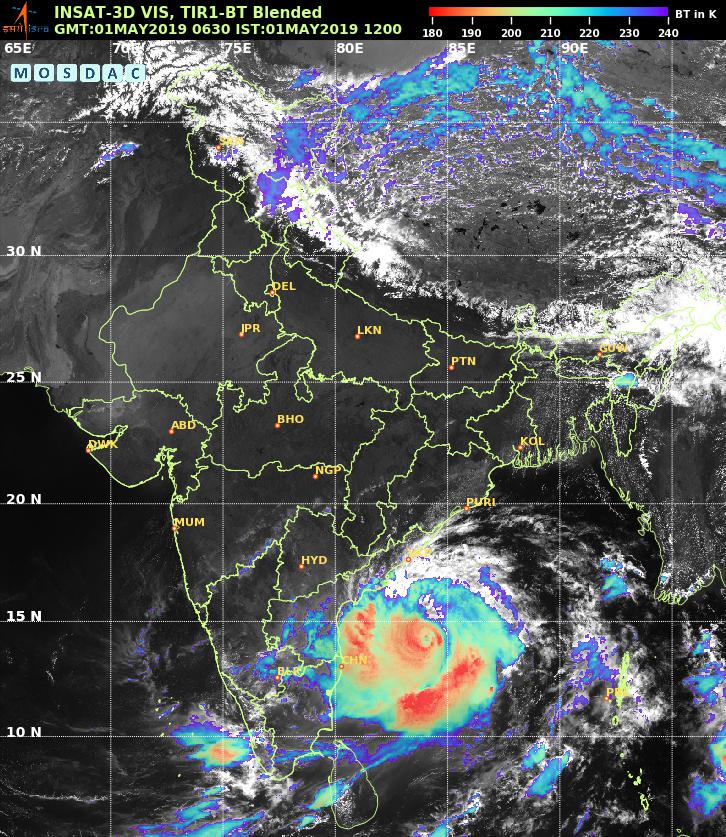 INSAT-3D VIS, TIR1-BT Blended
GMT:01MAY2019 0630 IST:01MAY2019 1200
BT in K
180 190 200 210 220 230 240
65E 70E 75E 80E 85E 90E
MOSDAC
30 N
DEL
JPR
LKN
GUW
PTN
25 N
ABD
BHO
DWK
KOL
NGP
20 N
PURI
MUM
HYD
15 N
CHN
BLR
10 N